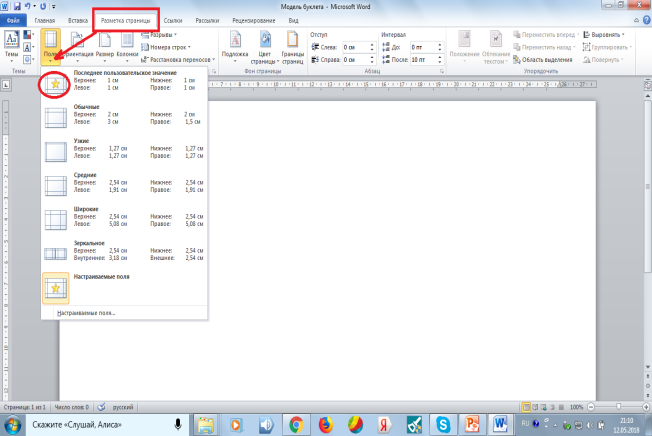 Модель буклета - Microsoft Word
Файл Главная Вставка Разметка страницы Ссылки Рассылки Рецензирование Вид
Темы
Поля Ориентация Размер Колонки
Разрывы
Номера строк
Расстановка переносов
Подложка Цвет страницы Границы страниц
Отступ Интервал
Слева: 0 см До: 0 пт
Справа: 0 см После: 10 пт
Положение Обтекание текстом
Переместить вперед Выровнять
Переместить назад Группировать
Область выделения Повернуть
Темы Фон страницы Абзац Упорядочить
Последнее пользовательское значение
Верхнее: 1 см Нижнее: 1 см
Левое: 1 см Правое: 1 см
Обычные
Верхнее: 2 см Нижнее: 2 см
Левое: 3 см Правое: 1,5 см
Узкие
Верхнее: 1,27 см Нижнее: 1,27 см
Левое: 1,27 см Правое: 1,27 см
Средние
Верхнее: 2,54 см Нижнее: 2,54 см
Левое: 1,91 см Правое: 1,91 см
Широкие
Верхнее: 2,54 см Нижнее: 2,54 см
Левое: 5,08 см Правое: 5,08 см
Зеркальное
Верхнее: 2,54 см Нижнее: 2,54 см
Внутреннее: 3,18 см Внешнее: 2,54 см
Настраиваемые поля
Настраиваемые поля...
Страница: 1 из 1 Число слов: 0 русский 100%
Скажите «Слушай, Алиса» RU 21:10
12.05.2018